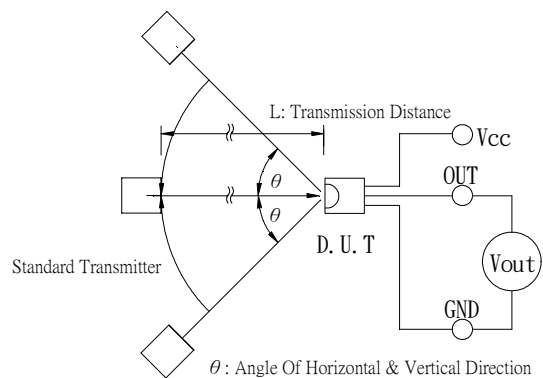 L: Transmission Distance
Vcc
θ
OUT
θ
D.U.T
Standard Transmitter
Vout
GND
θ : Angle Of Horizontal & Vertical Direction